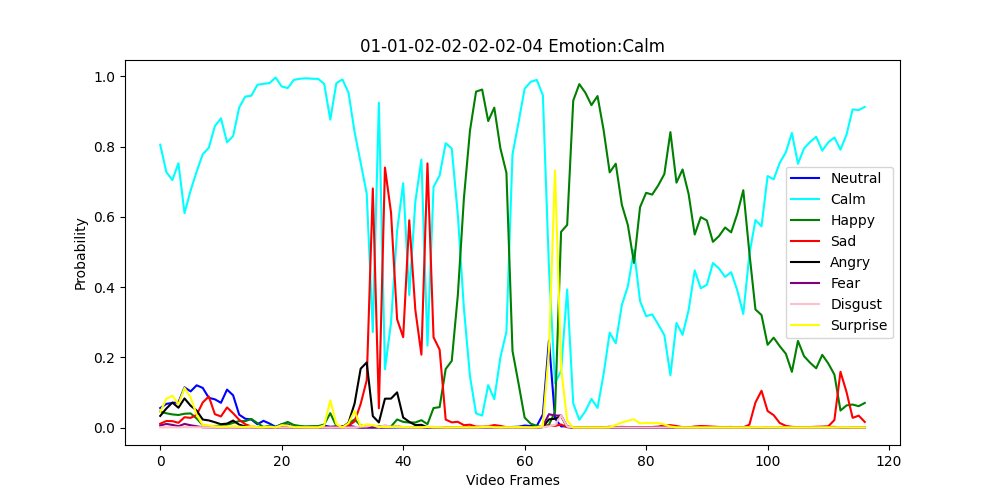 01-01-02-02-02-02-04 Emotion:Calm
Probability
1.0
0.8
0.6
0.4
0.2
0.0
0
20
40
60
80
100
120
Video Frames
Neutral
Calm
Happy
Sad
Angry
Fear
Disgust
Surprise